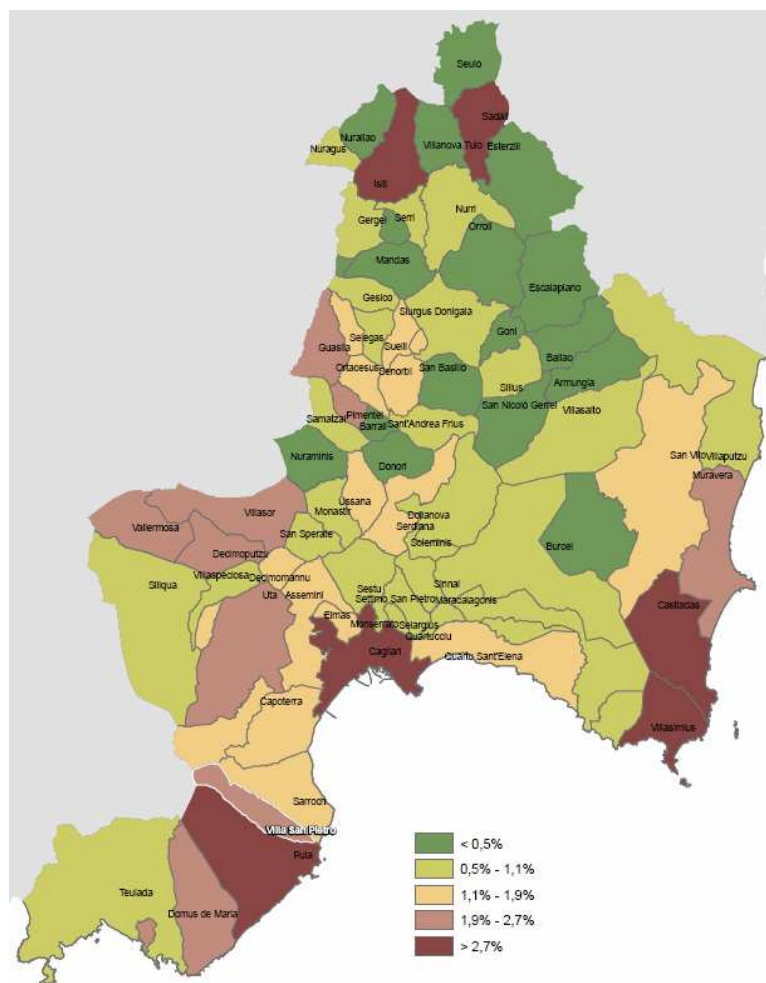 Seulo
Sadali
Nurallao
Villanova Tulo
Esterzili
Nuragus
Isili
Nurri
Gergei
Serri
Orroli
Mandas
Escalaplano
Gesico
Siurgus Donigala
Goni
Selegas
Guasila
Suelli
Ballao
Ortacesus
Senorbì
San Basilio
Silius
Armungia
San Nicolò Gerrei
Villasalto
Samatzai
Pimentel
Barrali
Sant'Andrea Frius
Nuraminis
Donori
San Vito
Villaputzu
Muravera
Ussana
Villasor
Vallermosa
Monastir
Dolianova
Serdiana
San Sperate
Soleminis
Burcei
Decimoputzu
Siliqua
Villaspeciosa
Decimomannu
Sestu
Sinnai
Uta
Assemini
Settimo
San Pietro
Maracalagonis
Castiadas
Elmas
Monserrato
Selargius
Quartucciu
Cagliari
Quartu Sant'Elena
Capoterra
Villasimius
Sarroch
Villa San Pietro
Pula
Teulada
Domus de Maria
< 0,5%
0,5% - 1,1%
1,1% - 1,9%
1,9% - 2,7%
> 2,7%